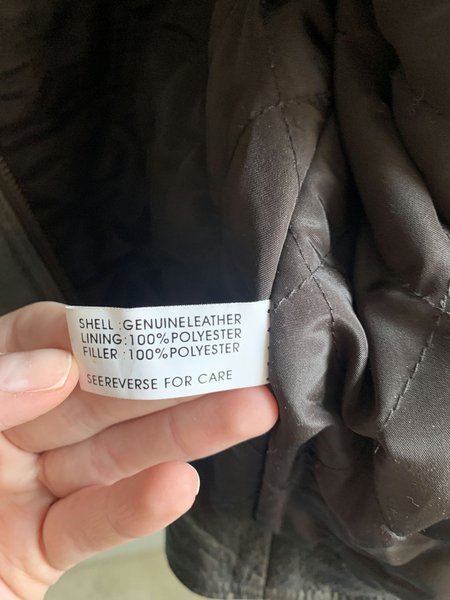 SHELL :GENUINELEATHER
LINING:100%POLYESTER
FILLER :100%POLYESTER
SEEREVERSE FOR CARE